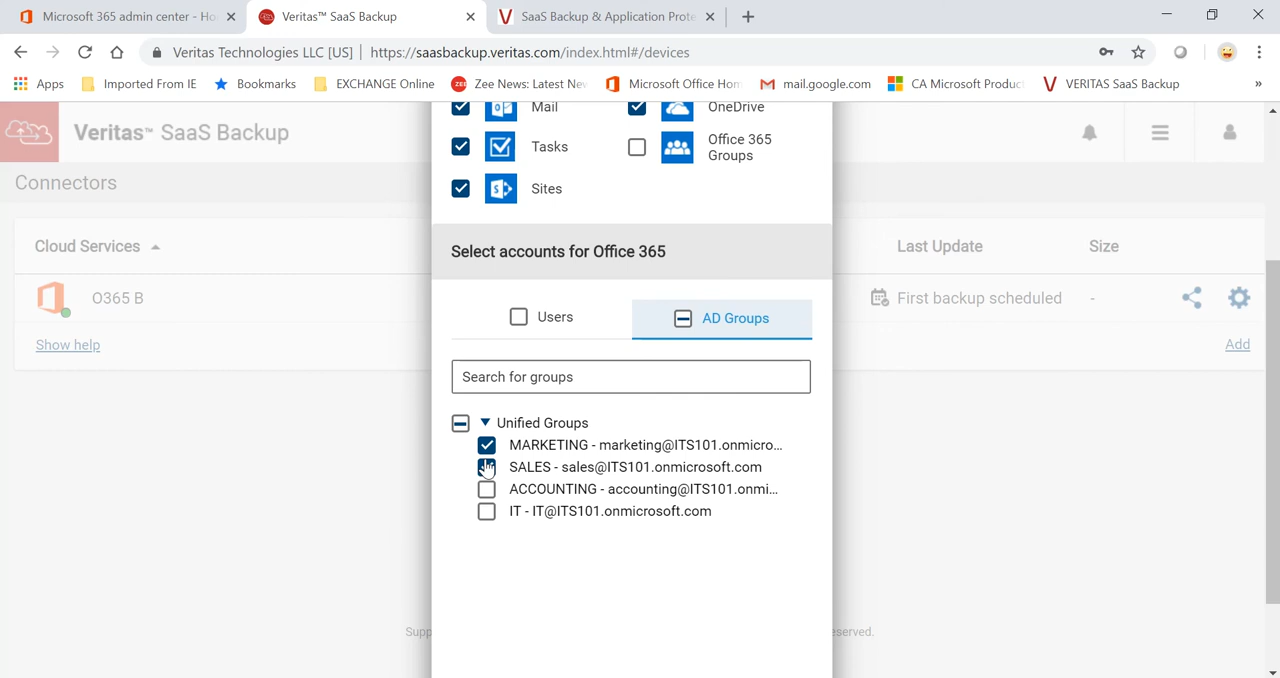 Microsoft 365 admin center - Ho
Veritas™ SaaS Backup
SaaS Backup & Application Prote
Veritas Technologies LLC [US] | https://saasbackup.veritas.com/index.html#/devices
Apps
Imported From IE
Bookmarks
EXCHANGE Online
Zee News: Latest Nev
Microsoft Office Hom
mail.google.com
CA Microsoft Produc
VERITAS SaaS Backup
»
Veritas™ SaaS Backup
Mail
OneDrive
Tasks
Office 365
Groups
Sites
Connectors
Select accounts for Office 365
Cloud Services
Last Update
Size
O365 B
First backup scheduled
-
Show help
Add
Users
AD Groups
Search for groups
Unified Groups
MARKETING - marketing@ITS101.onmicro...
SALES - sales@ITS101.onmicrosoft.com
ACCOUNTING - accounting@ITS101.onmi...
IT - IT@ITS101.onmicrosoft.com
Supp
eserved.